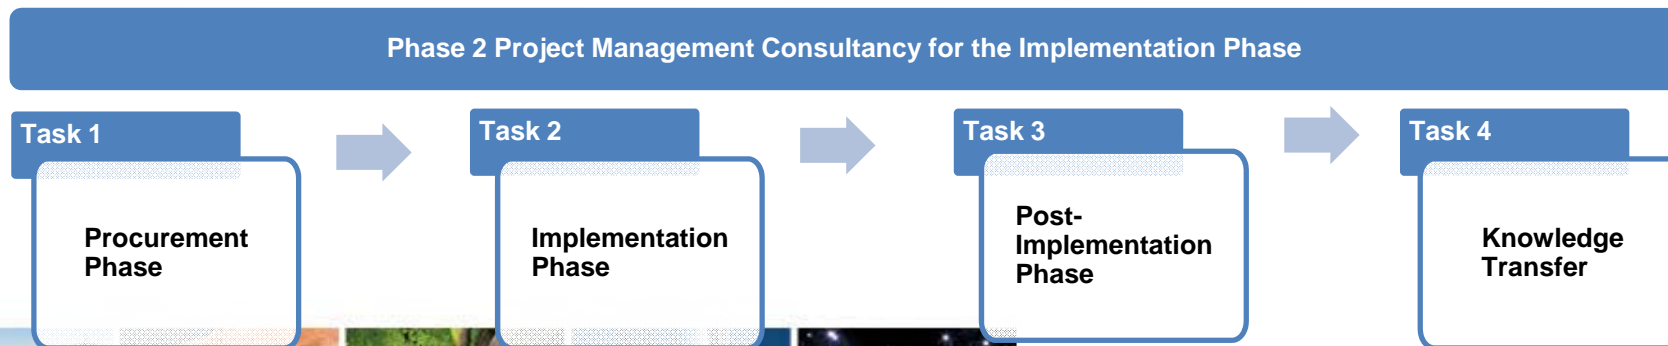 Phase 2 Project Management Consultancy for the Implementation Phase
Task 1
Procurement
Phase
Task 2
Implementation
Phase
Task 3
Post-
Implementation
Phase
Task 4
Knowledge
Transfer